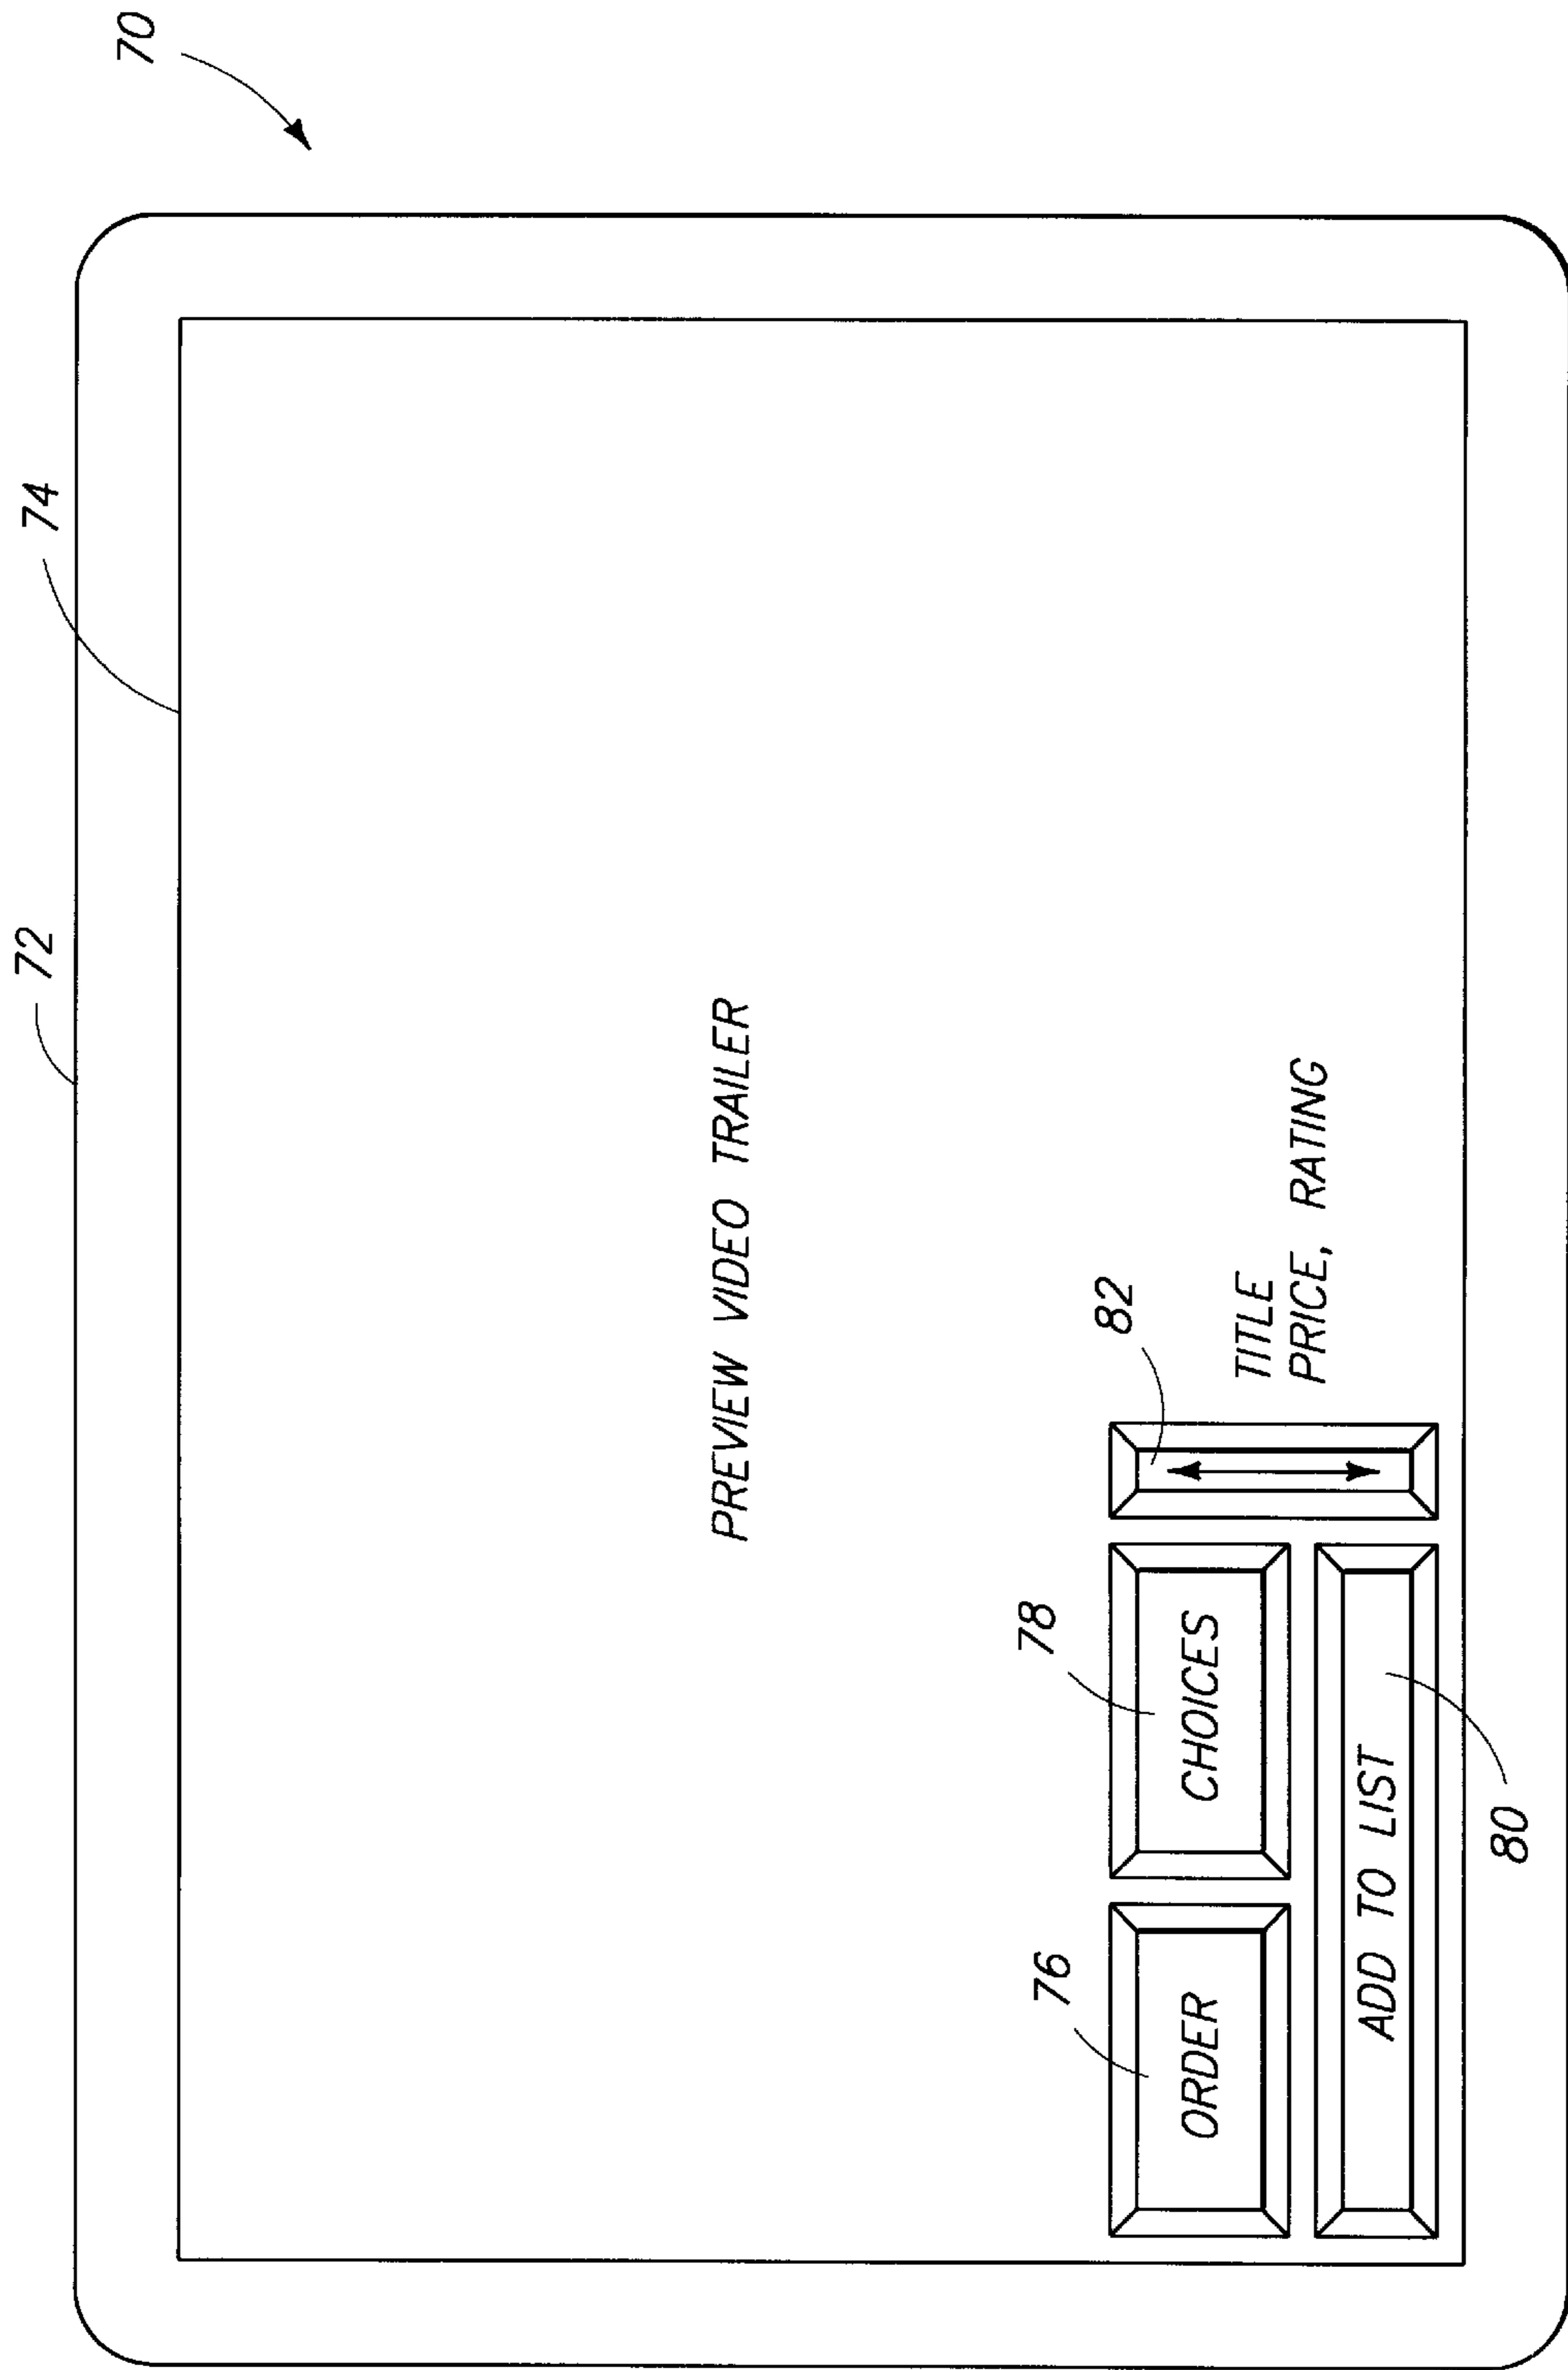 70
72
74
PREVIEW VIDEO TRAILER
76
78
82
ORDER
CHOICES
TITLE
PRICE, RATING
ADD TO LIST
80